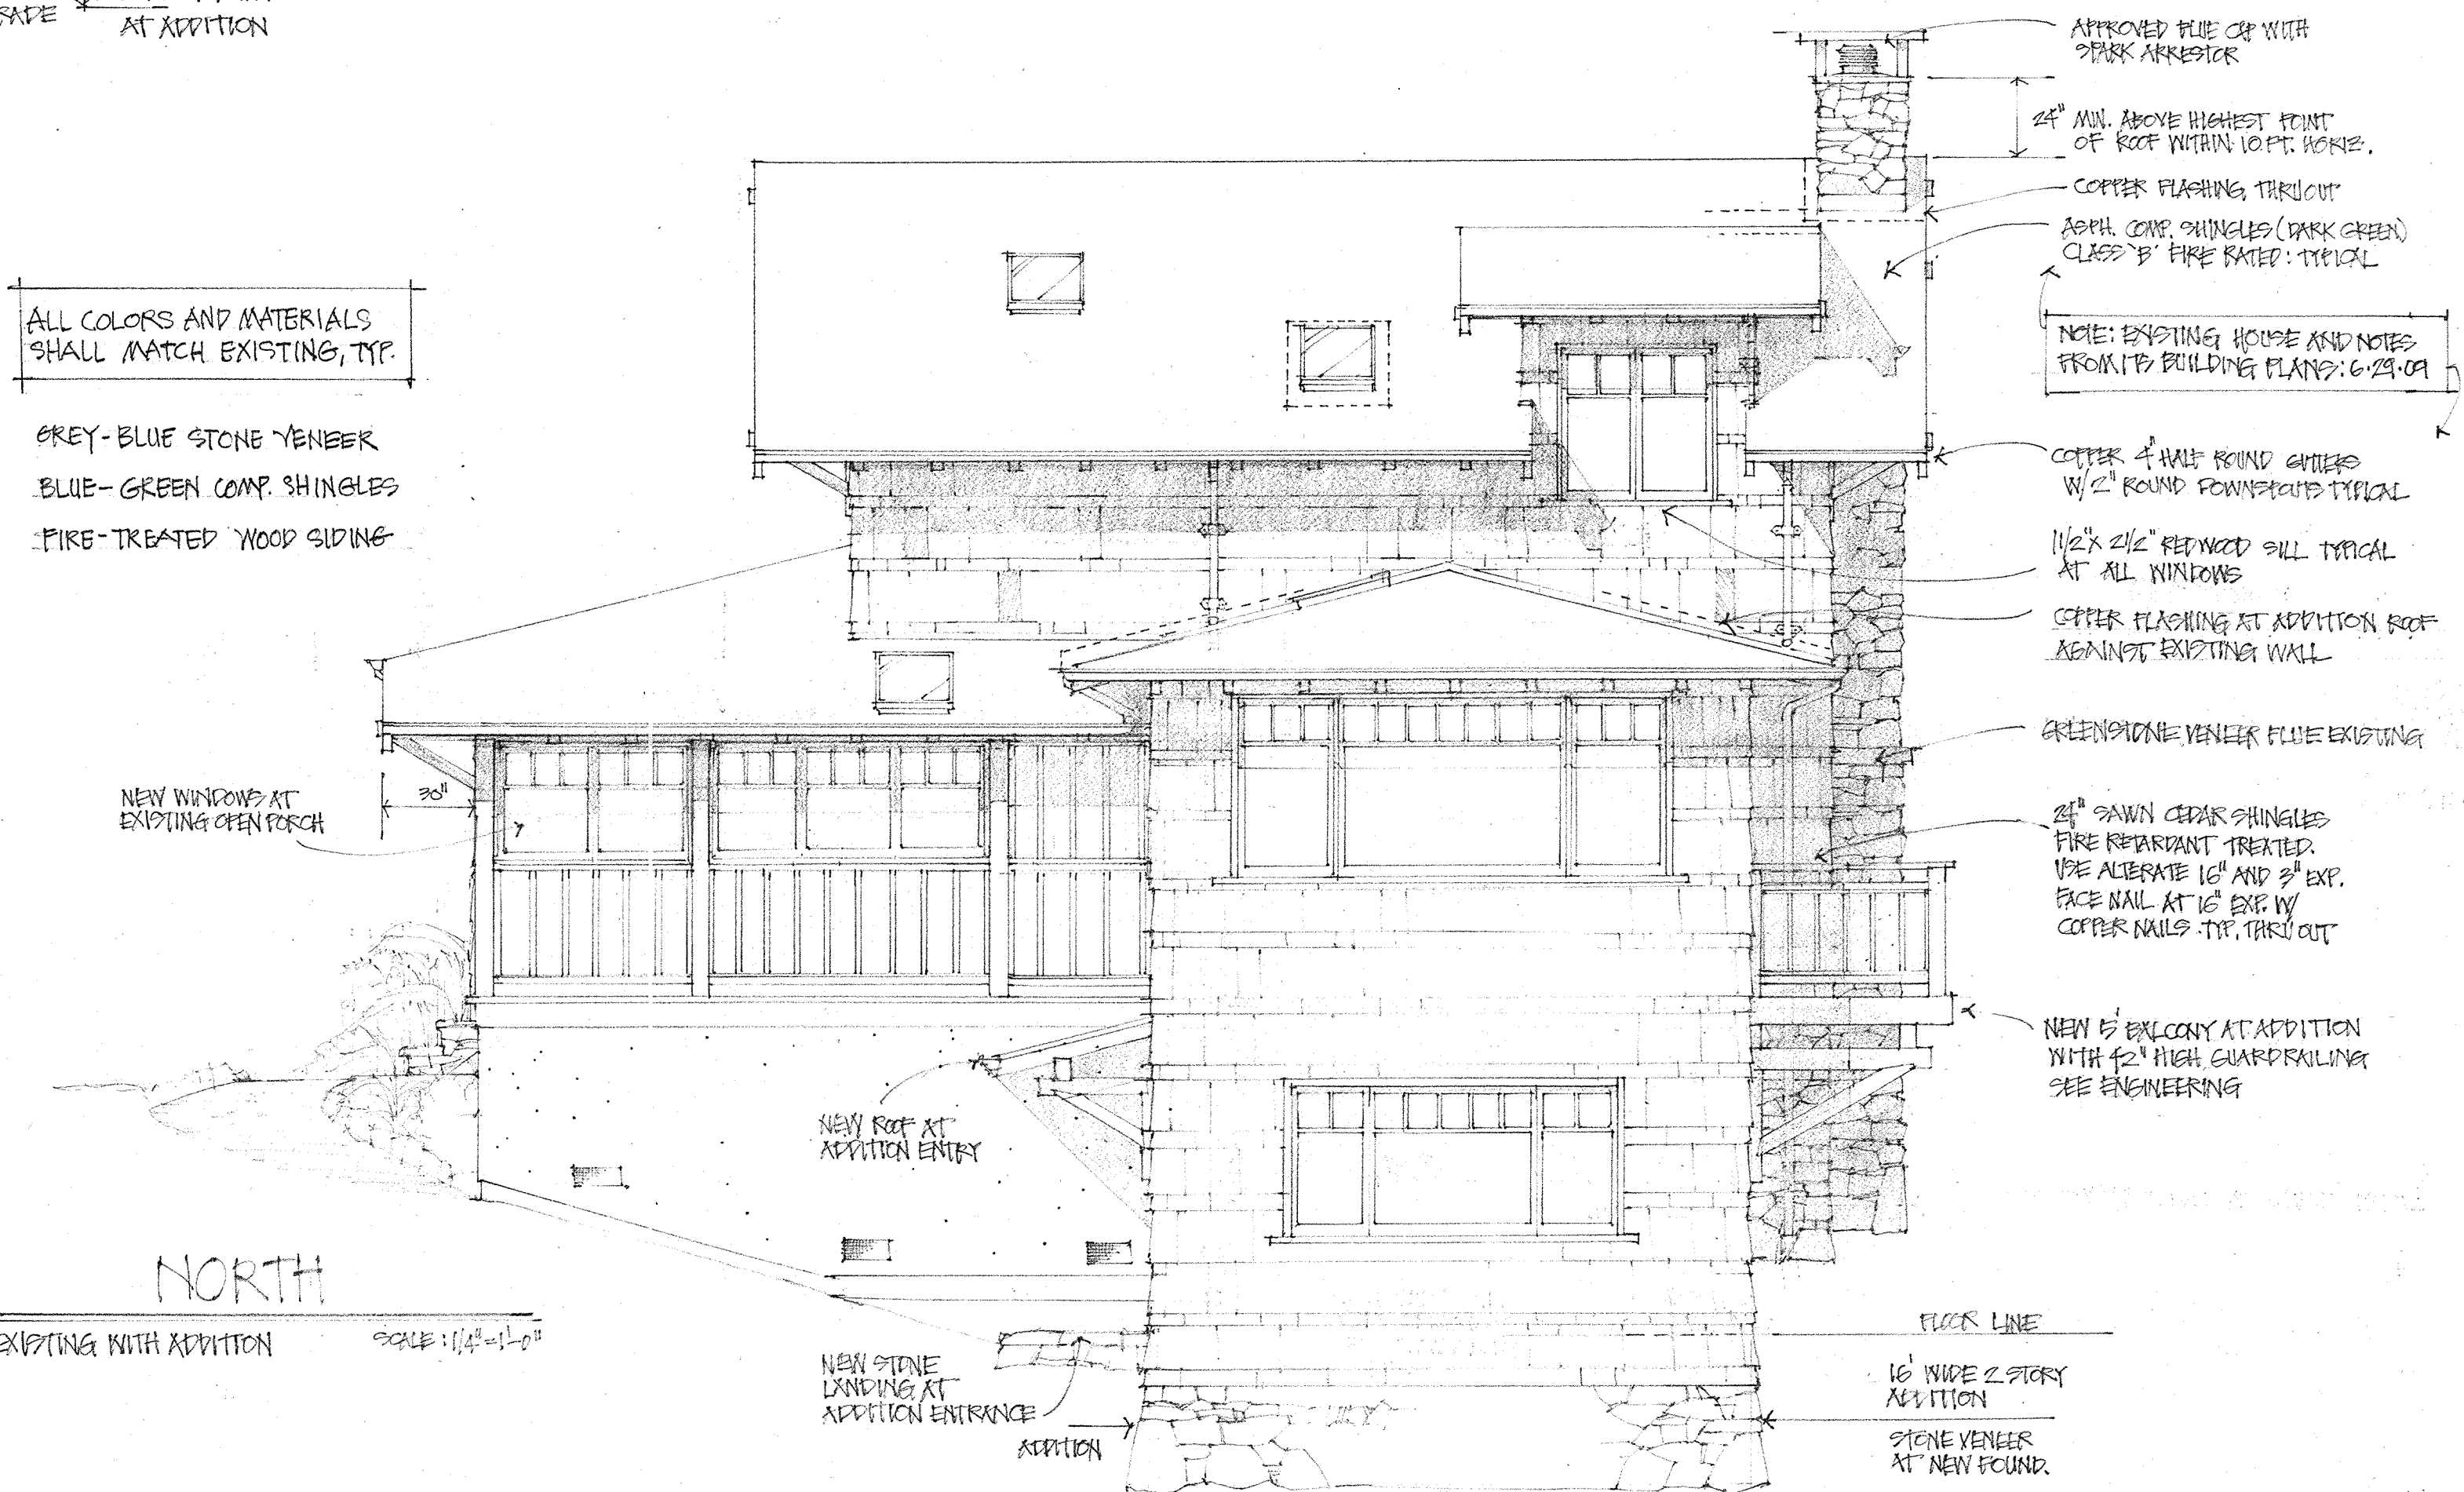 AT ADDITION
ALL COLORS AND MATERIALS
SHALL MATCH EXISTING, TYP.
GREY-BLUE STONE VENEER
BLUE-GREEN COMP. SHINGLES
FIRE-TREATED WOOD SIDING
NEW WINDOWS AT
EXISTING OPEN PORCH
30"
NORTH
EXISTING WITH ADDITION
SCALE: 1/4"=1'-0"
NEW ROOF AT
ADDITION ENTRY
NEW STONE
LANDING AT
ADDITION ENTRANCE
ADDITION
APPROVED FLUE CAP WITH
SPARK ARRESTOR
24" MIN. ABOVE HIGHEST POINT
OF ROOF WITHIN 10 FT. HORIZ.
COPPER FLASHING, THRU OUT
ASPH. COMP. SHINGLES (DARK GREEN)
CLASS 'B' FIRE RATED: TYPICAL
NOTE: EXISTING HOUSE AND NOTES
FROM ITS BUILDING PLANS: 6·29·09
COPPER 4" HALF ROUND GUTTERS
W/ 2" ROUND DOWNSPOUTS TYPICAL
1 1/2" X 2 1/2" REDWOOD SILL TYPICAL
AT ALL WINDOWS
COPPER FLASHING AT ADDITION ROOF
AGAINST EXISTING WALL
GREENSTONE VENEER FLUE EXISTING
24" SAWN CEDAR SHINGLES
FIRE RETARDANT TREATED.
USE ALTERATE 16" AND 3" EXP.
FACE NAIL AT 16" EXP. W/
COPPER NAILS. TYP. THRU OUT
NEW 5' BALCONY AT ADDITION
WITH 42" HIGH GUARDRAILING
SEE ENGINEERING
FLOOR LINE
16' WIDE 2 STORY
ADDITION
STONE VENEER
AT NEW FOUND.